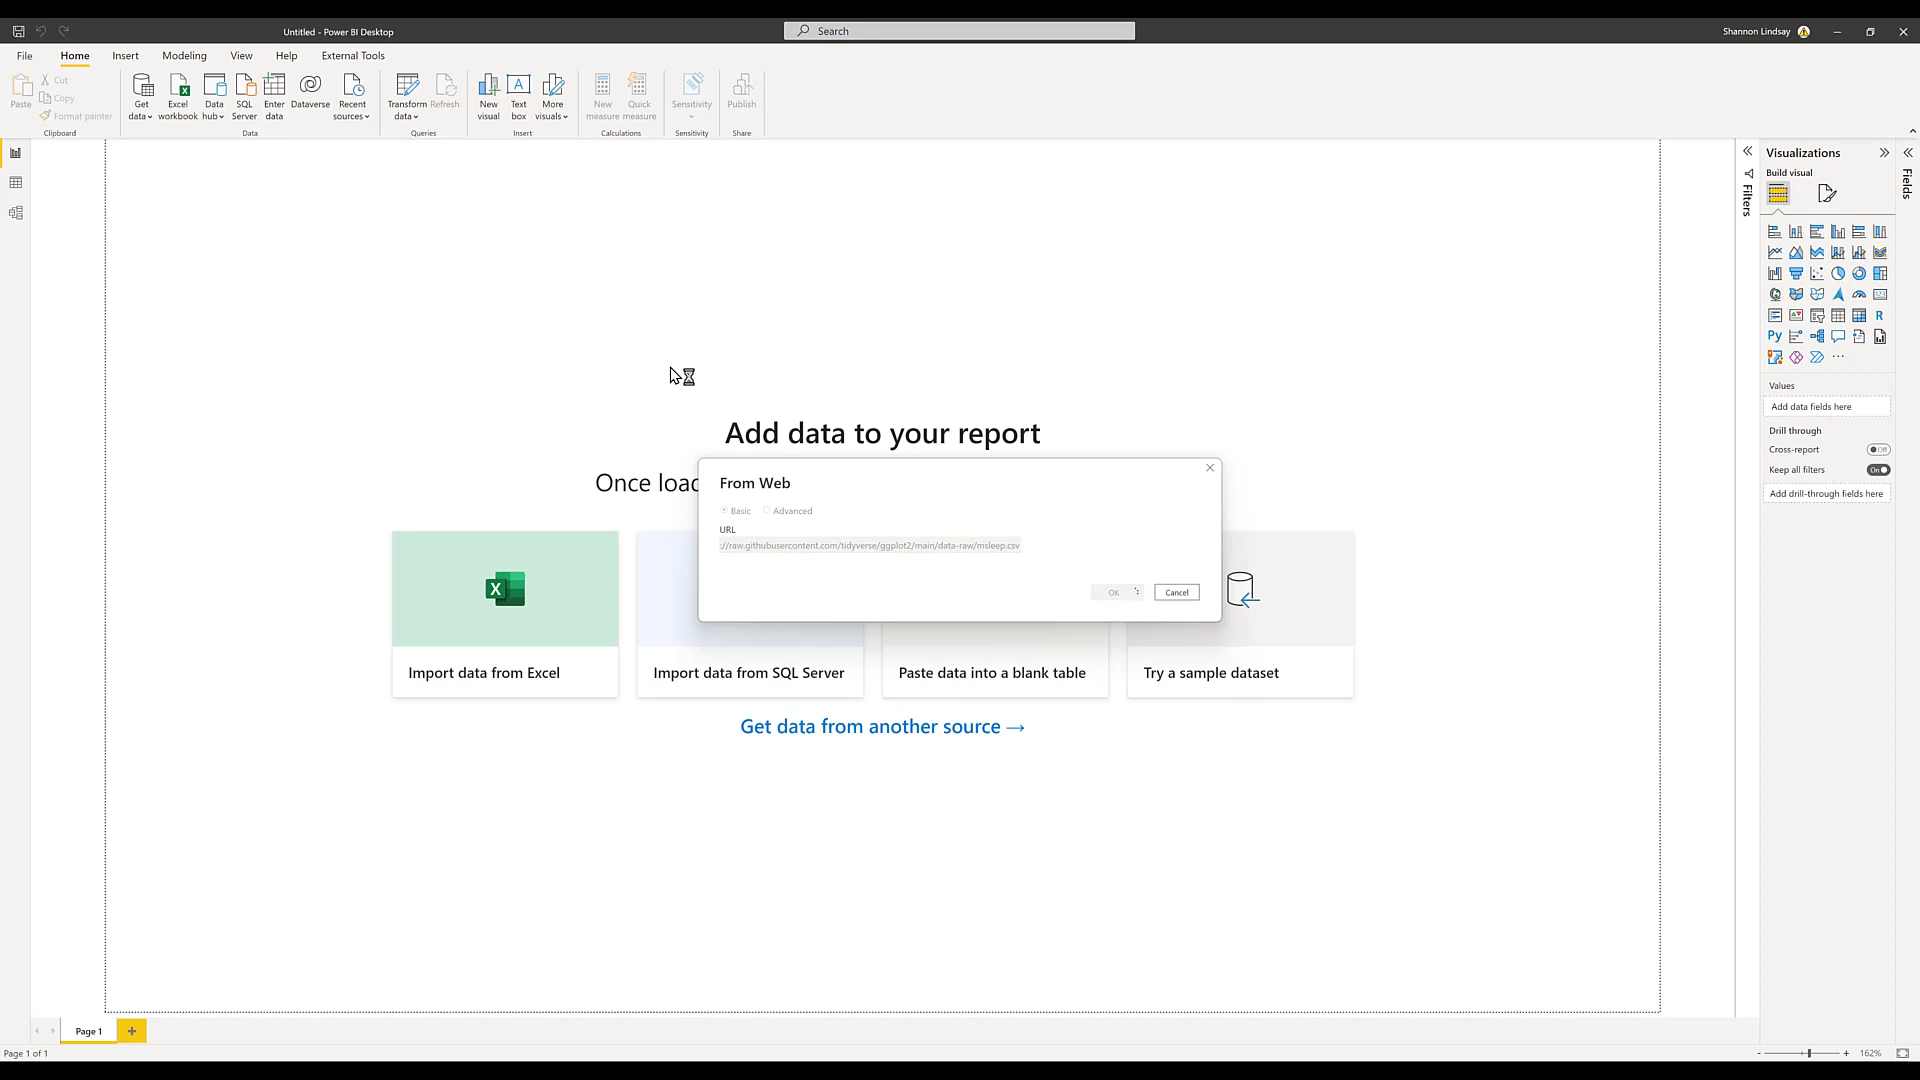 Untitled - Power BI Desktop
Search
Shannon Lindsay
File Home Insert Modeling View Help External Tools
Paste
Cut
Copy
Format painter
Clipboard
Get data
Excel workbook
Data hub
SQL Server
Enter data
Dataverse
Recent sources
Data
Transform data
Refresh
Queries
New visual
Text box
More visuals
Insert
New measure
Quick measure
Calculations
Sensitivity
Sensitivity
Publish
Share
Add data to your report
Once load
From Web
Basic Advanced
URL
://raw.githubusercontent.com/tidyverse/ggplot2/main/data-raw/msleep.csv
OK
Cancel
X
Import data from Excel
Import data from SQL Server
Paste data into a blank table
Try a sample dataset
Get data from another source →
Filters
Visualizations
Build visual
R
Py
123
Values
Add data fields here
Drill through
Cross-report
Off
Keep all filters
On
Add drill-through fields here
Fields
Page 1
+
Page 1 of 1
- + 162%